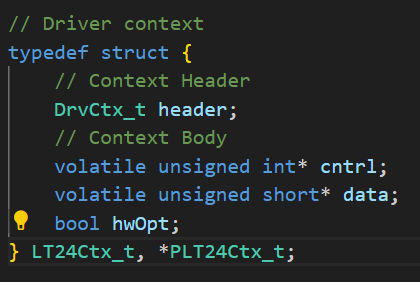 // Driver context
typedef struct {
    // Context Header
    DrvCtx_t header;
    // Context Body
    volatile unsigned int* cntrl;
    volatile unsigned short* data;
    bool hwOpt;
} LT24Ctx_t, *PLT24Ctx_t;